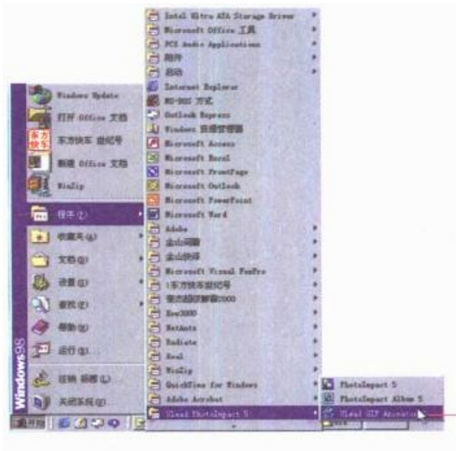 Windows Update
打开 Office 文档
东方快车 世纪号
新建 Office 文档
WinZip
程序(P)
收藏夹(A)
文档(D)
设置(S)
查找(F)
帮助(H)
运行(R)
注销
关闭系统(U)
Windows98
开始
Intel Ultra ATA Storage Driver
Microsoft Office 工具
PCI Audio Applications
附件
启动
Internet Explorer
MS-DOS 方式
Outlook Express
Windows 资源管理器
Microsoft Access
Microsoft Excel
Microsoft FrontPage
Microsoft Outlook
Microsoft PowerPoint
Microsoft Word
Adobe
金山词霸
金山快译
Microsoft Visual FoxPro
东方快车世纪号
豪杰超级解霸2000
NetAnts
Radiate
Real
WinZip
QuickTime for Windows
Adobe Acrobat
Ulead PhotoImpact 5
PhotoImpact 5
PhotoImpact Album 5
Ulead GIF Animator